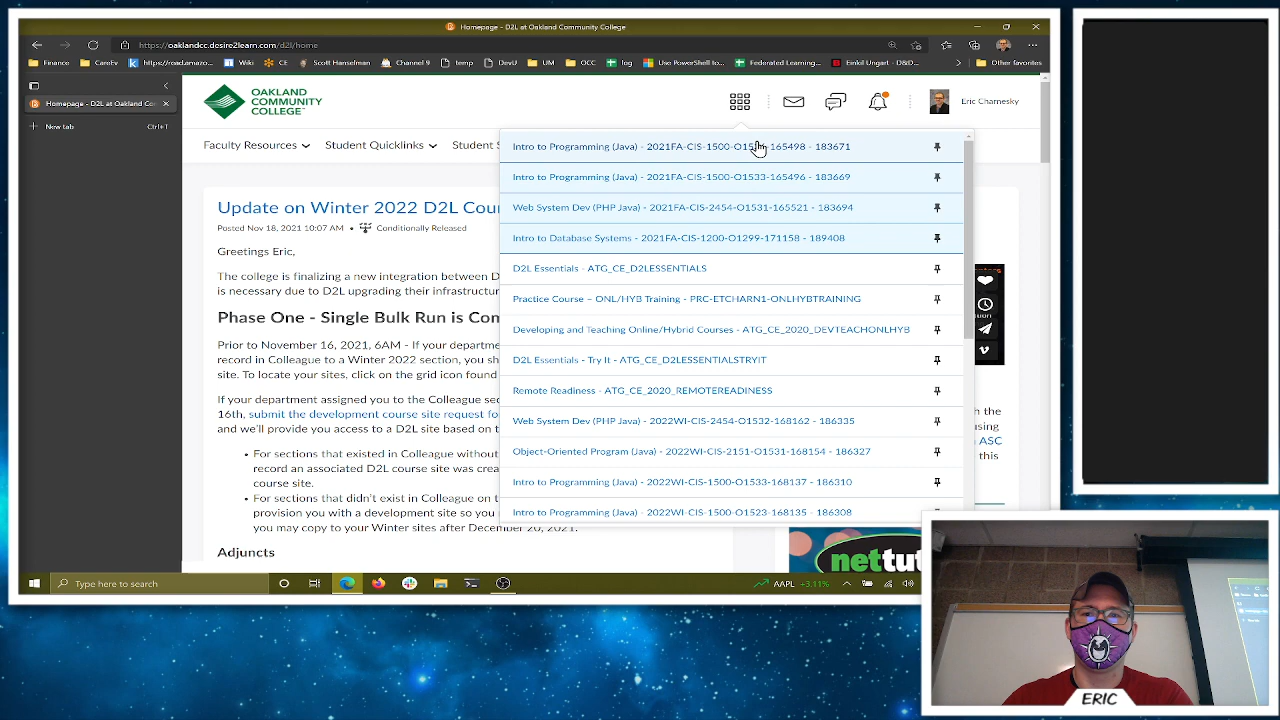 Homepage - D2L at Oakland Community College
https://oaklandcc.desire2learn.com/d2l/home
Finance
Wiki
CE
Scott Hanselman
Channel 9
temp
DevU
UM
OCC
log
Use Powershell to...
Federated Learning...
Other favorites
Homepage - D2L at Oakland Co
New tab
Ctrl+T
OAKLAND
COMMUNITY
COLLEGE
Eric Charnesky
Faculty Resources
Student Quicklinks
Student S
Intro to Programming (Java) - 2021FA-CIS-1500-O15 -165498 - 183671
Intro to Programming (Java) - 2021FA-CIS-1500-O1533-165496 - 183669
Web System Dev (PHP Java) - 2021FA-CIS-2454-O1531-165521 - 183694
Intro to Database Systems - 2021FA-CIS-1200-O1299-171158 - 189408
D2L Essentials - ATG_CE_D2LESSENTIALS
Practice Course – ONL/HYB Training - PRC-ETCHARN1-ONLHYBTRAINING
Developing and Teaching Online/Hybrid Courses - ATG_CE_2020_DEVTEACHONLHYB
D2L Essentials - Try It - ATG_CE_D2LESSENTIALSTRYIT
Remote Readiness - ATG_CE_2020_REMOTEREADINESS
Web System Dev (PHP Java) - 2022WI-CIS-2454-O1532-168162 - 186335
Object-Oriented Program (Java) - 2022WI-CIS-2151-O1531-168154 - 186327
Intro to Programming (Java) - 2022WI-CIS-1500-O1533-168137 - 186310
Intro to Programming (Java) - 2022WI-CIS-1500-O1523-168135 - 186308
Update on Winter 2022 D2L Cou
Posted Nov 18, 2021 10:07 AM • Conditionally Released
Greetings Eric,
The college is finalizing a new integration between D
is necessary due to D2L upgrading their infrastructur
Phase One - Single Bulk Run is Com
Prior to November 16, 2021, 6AM - If your departme
record in Colleague to a Winter 2022 section, you sh
site. To locate your sites, click on the grid icon found
If your department assigned you to the Colleague sec
16th, submit the development course site request fo
and we'll provide you access to a D2L site based on t
• For sections that existed in Colleague without
record an associated D2L course site was crea
course site.
• For sections that didn't exist in Colleague on t
provide you with a development site so you
you may copy to your Winter sites after December 20, 2021.
Adjuncts
the
using
ASC
this
nettut
Type here to search
AAPL +3.11%
ERIC